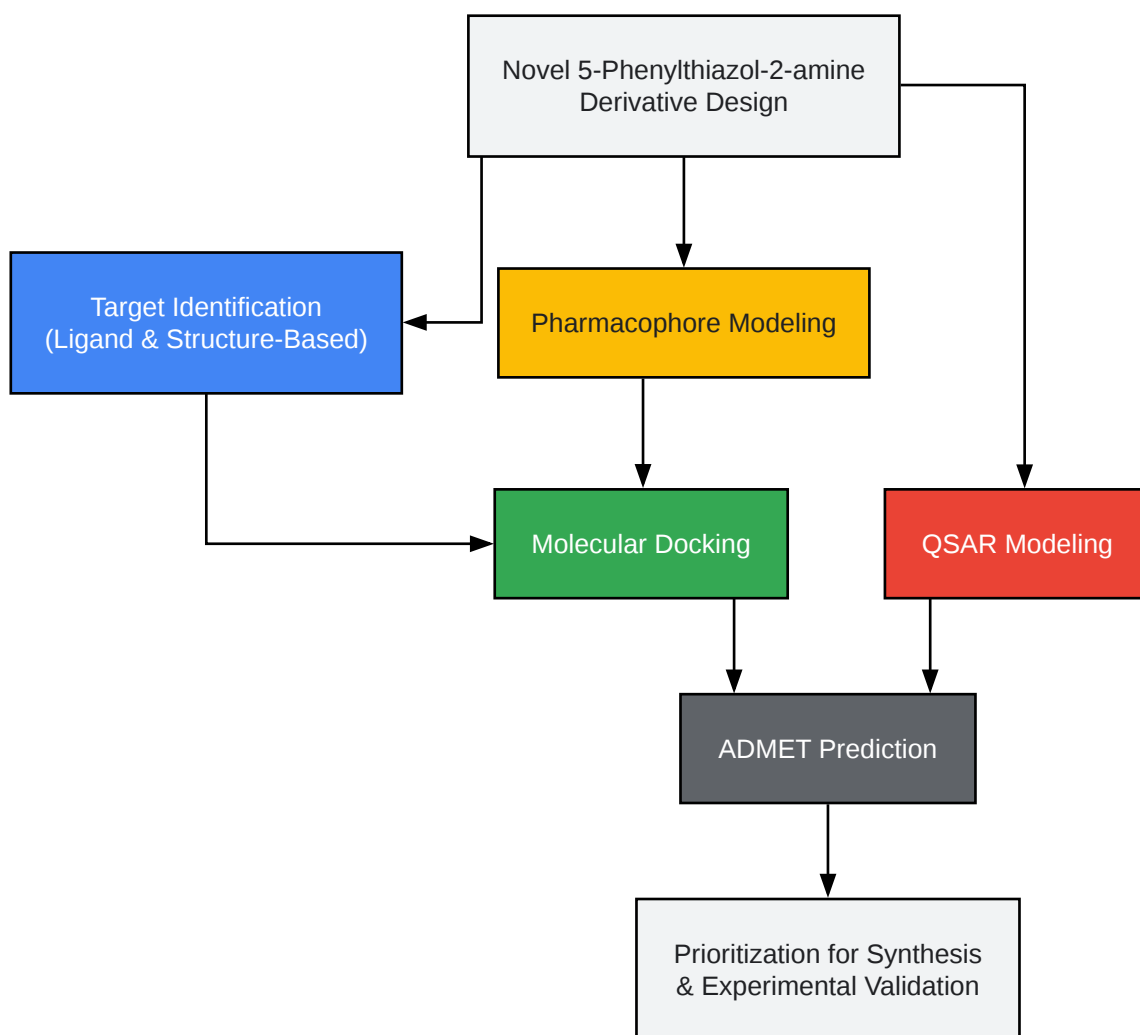 Novel 5-Phenylthiazol-2-amine
Derivative Design
Target Identification
(Ligand & Structure-Based)
Pharmacophore Modeling
Molecular Docking
QSAR Modeling
ADMET Prediction
Prioritization for Synthesis
& Experimental Validation